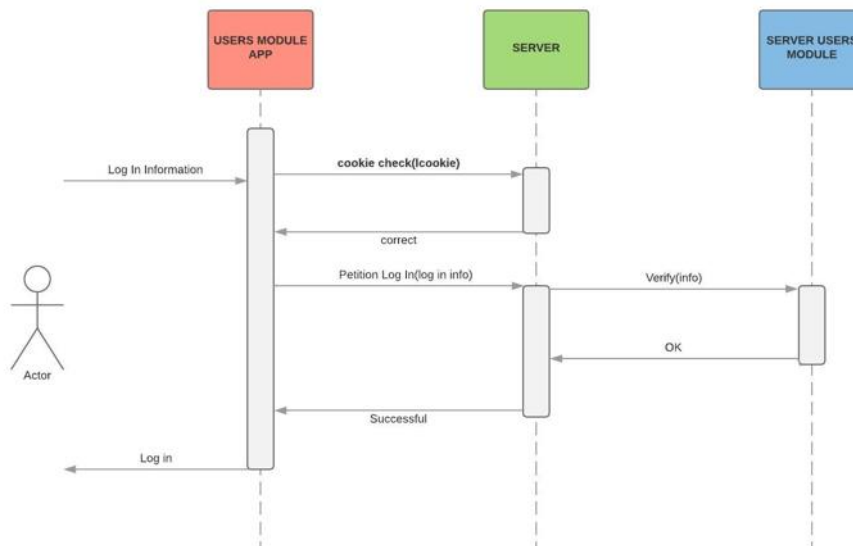 USERS MODULE
APP
SERVER
SERVER USERS
MODULE
Log In Information
cookie check(lcookie)
correct
Petition Log In(log in info)
Verify(info)
OK
Actor
Successful
Log in